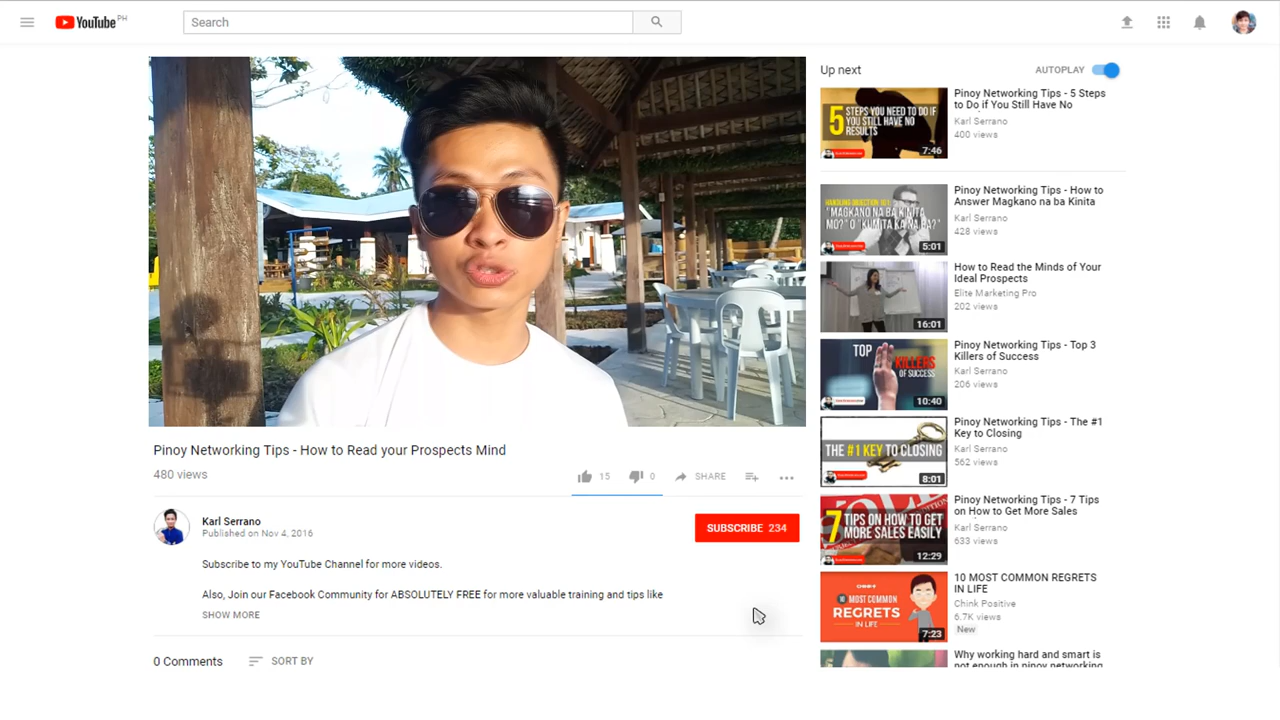 YouTube PH
Search
Up next
AUTOPLAY
5 STEPS YOU NEED TO DO IF
YOU STILL HAVE NO
RESULTS
7:46
Pinoy Networking Tips - 5 Steps
to Do if You Still Have No
Karl Serrano
400 views
HANDLING OBJECTION 101:
"MAGKANO NA BA KINITA
MO?" O "KUMITA KA NA BA?"
5:01
Pinoy Networking Tips - How to
Answer Magkano na ba Kinita
Karl Serrano
428 views
16:01
How to Read the Minds of Your
Ideal Prospects
Elite Marketing Pro
202 views
TOP
KILLERS
OF SUCCESS
10:40
Pinoy Networking Tips - Top 3
Killers of Success
Karl Serrano
206 views
THE #1 KEY TO CLOSING
8:01
Pinoy Networking Tips - The #1
Key to Closing
Karl Serrano
562 views
7 TIPS ON HOW TO GET
MORE SALES EASILY
12:29
Pinoy Networking Tips - 7 Tips
on How to Get More Sales
Karl Serrano
633 views
CHINK+
10 MOST COMMON
REGRETS
IN LIFE
7:23
10 MOST COMMON REGRETS
IN LIFE
Chink Positive
6.7K views
New
Why working hard and smart is
not enough in pinoy networking
Pinoy Networking Tips - How to Read your Prospects Mind
480 views
15
0
SHARE
Karl Serrano
Published on Nov 4, 2016
SUBSCRIBE 234
Subscribe to my YouTube Channel for more videos.
Also, Join our Facebook Community for ABSOLUTELY FREE for more valuable training and tips like
SHOW MORE
0 Comments
SORT BY